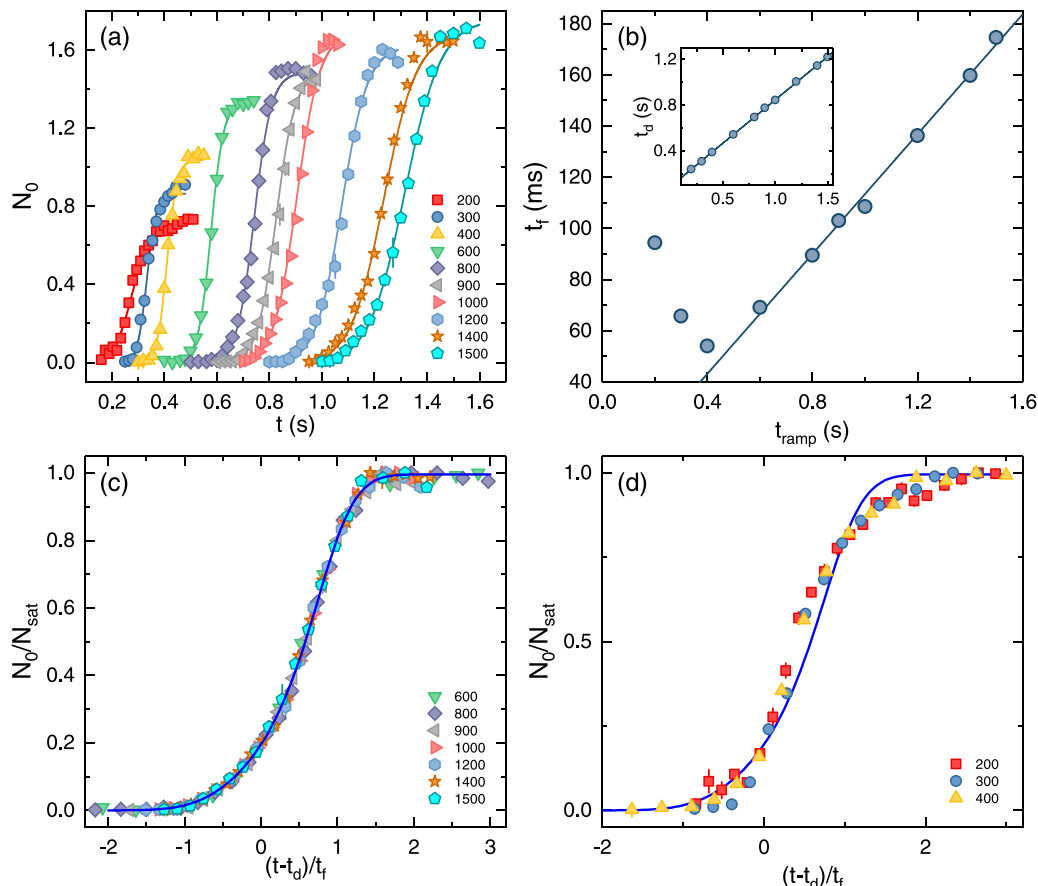 (a)
N0
1.6
1.2
0.8
0.4
0.0
0.2 0.4 0.6 0.8 1.0 1.2 1.4 1.6
t (s)
200
300
400
600
800
900
1000
1200
1400
1500
(b)
tf (ms)
180
160
140
120
100
80
60
40
0.0 0.4 0.8 1.2 1.6
tramp (s)
td (s)
1.2
0.8
0.4
0.5 1.0 1.5
(c)
N0/Nsat
1.0
0.8
0.6
0.4
0.2
0.0
-2 -1 0 1 2 3
(t-td)/tf
600
800
900
1000
1200
1400
1500
(d)
N0/Nsat
1.0
0.5
0.0
-2 0 2
(t-td)/tf
200
300
400